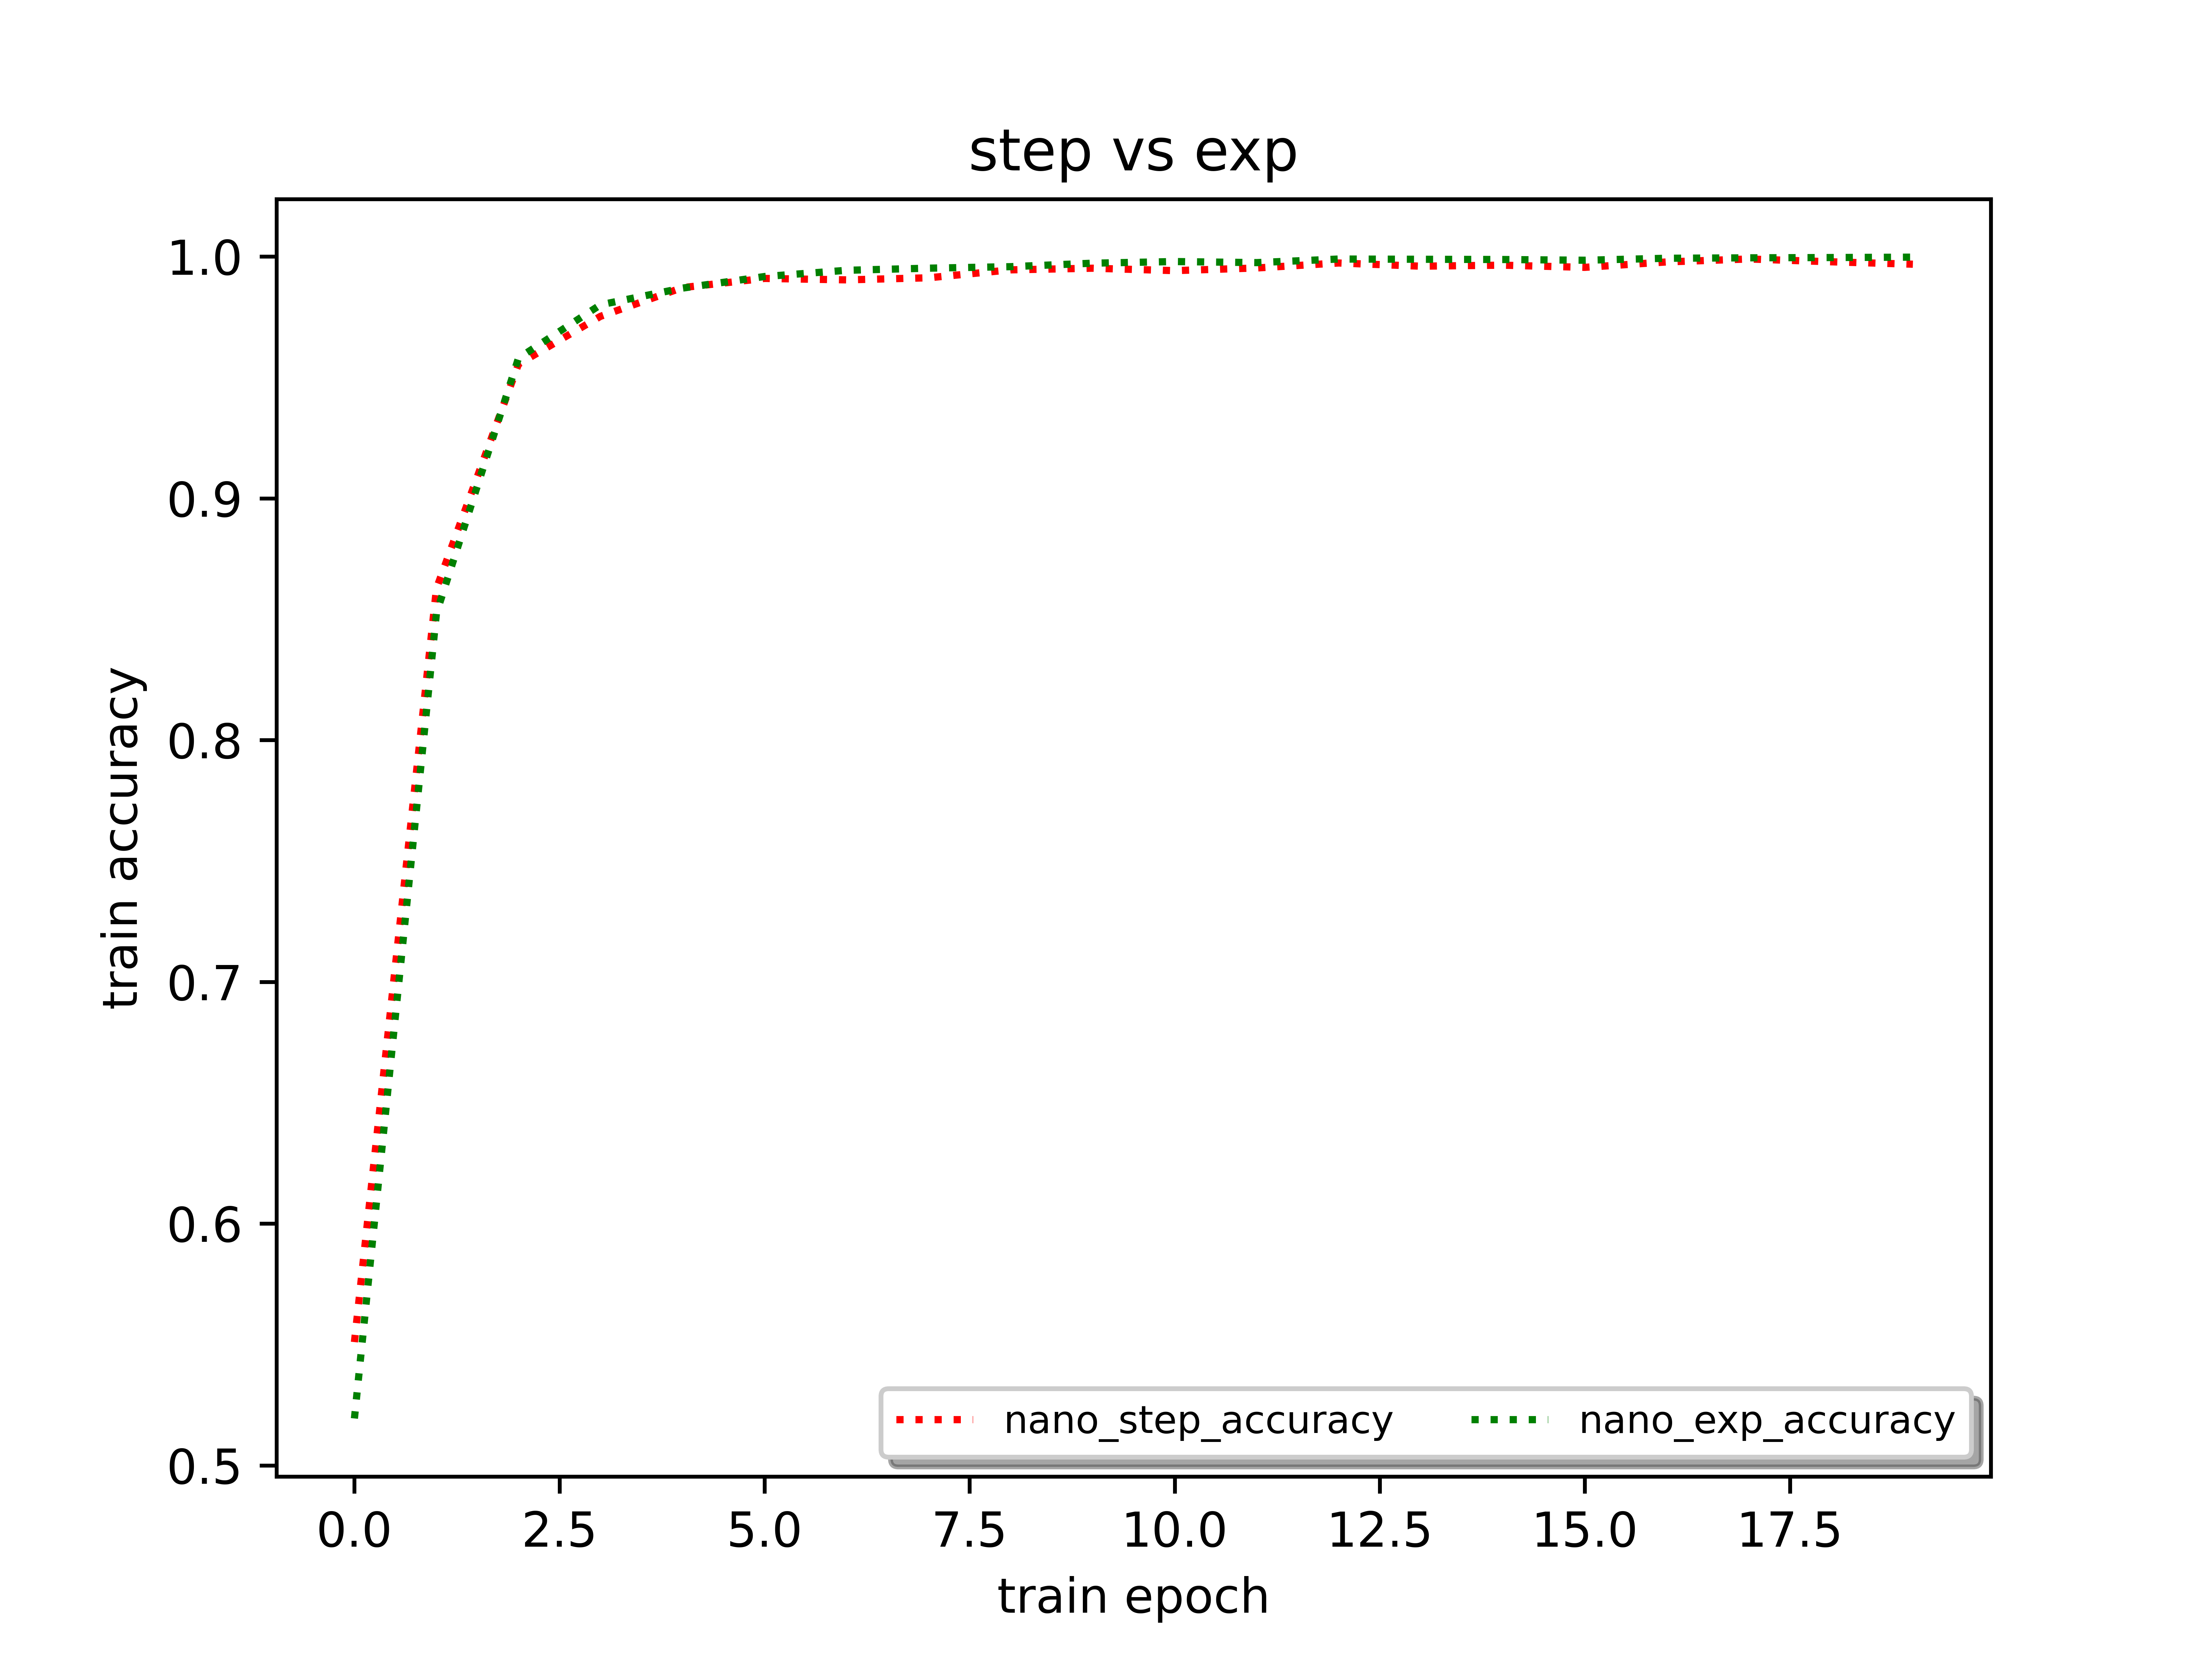 step vs exp
train accuracy
1.0
0.9
0.8
0.7
0.6
0.5
nano_step_accuracy
nano_exp_accuracy
0.0 2.5 5.0 7.5 10.0 12.5 15.0 17.5
train epoch